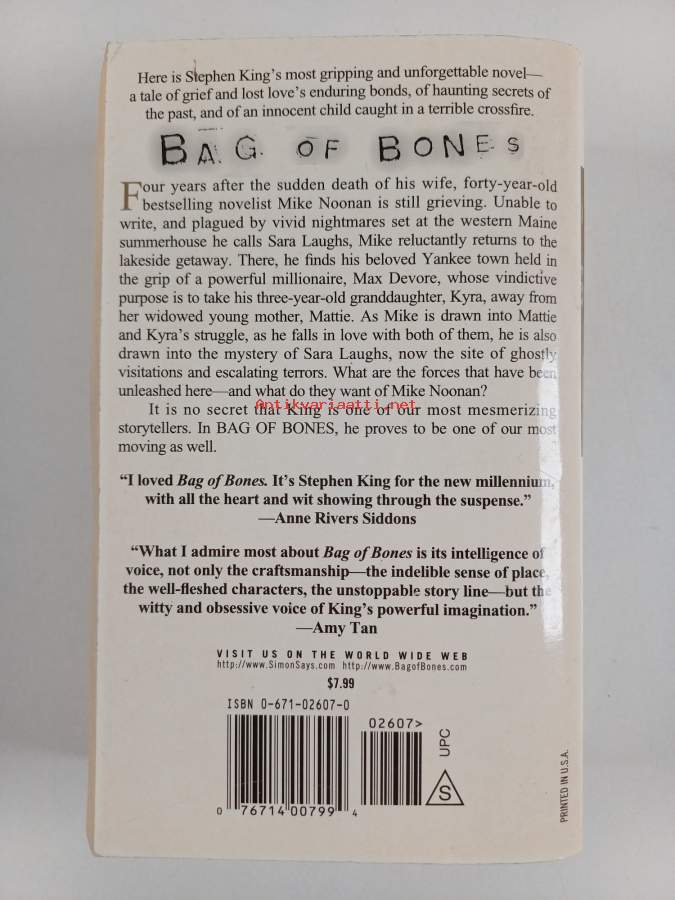 Here is Stephen King's most gripping and unforgettable novel—
a tale of grief and lost love's enduring bonds, of haunting secrets of
the past, and of an innocent child caught in a terrible crossfire.
BAG OF BONES
Four years after the sudden death of his wife, forty-year-old
bestselling novelist Mike Noonan is still grieving. Unable to
write, and plagued by vivid nightmares set at the western Maine
summerhouse he calls Sara Laughs, Mike reluctantly returns to the
lakeside getaway. There, he finds his beloved Yankee town held in
the grip of a powerful millionaire, Max Devore, whose vindictive
purpose is to take his three-year-old granddaughter, Kyra, away from
her widowed young mother, Mattie. As Mike is drawn into Mattie
and Kyra's struggle, as he falls in love with both of them, he is also
drawn into the mystery of Sara Laughs, now the site of ghostly
visitations and escalating terrors. What are the forces that have been
unleashed here—and what do they want of Mike Noonan?
Antikvariaatti.net
It is no secret that King is one of our most mesmerizing
storytellers. In BAG OF BONES, he proves to be one of our most
moving as well.
"I loved Bag of Bones. It's Stephen King for the new millennium,
with all the heart and wit showing through the suspense."
—Anne Rivers Siddons
"What I admire most about Bag of Bones is its intelligence of
voice, not only the craftsmanship—the indelible sense of place,
the well-fleshed characters, the unstoppable story line—but the
witty and obsessive voice of King's powerful imagination."
—Amy Tan
VISIT US ON THE WORLD WIDE WEB
http://www.SimonSays.com http://www.BagofBones.com
$7.99
ISBN 0-671-02607-0
02607>
UPC
S
0 76714 00799 4
PRINTED IN U.S.A.